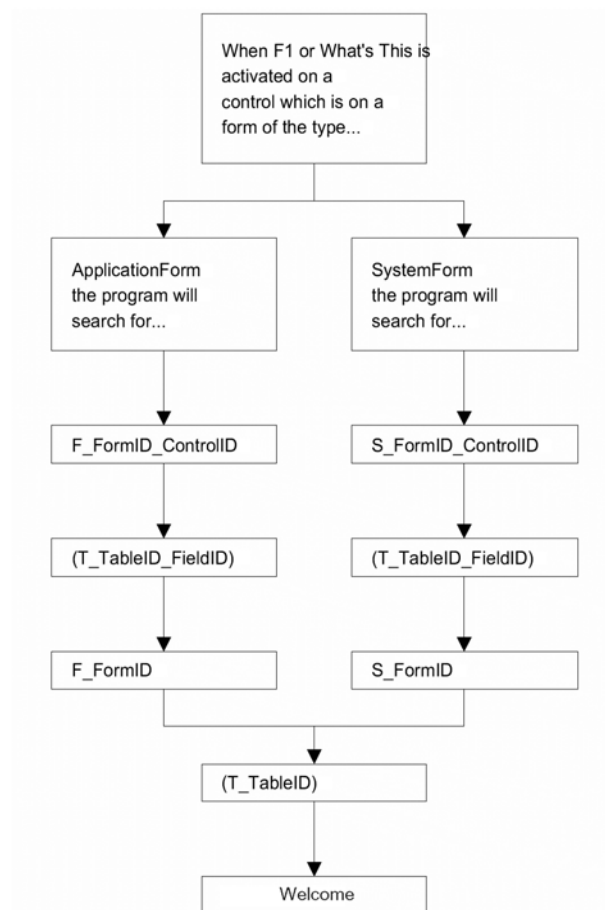 When F1 or What's This is
activated on a
control which is on a
form of the type...
ApplicationForm
the program will
search for...
SystemForm
the program will
search for...
F_FormID_ControlID
S_FormID_ControlID
(T_TableID_FieldID)
(T_TableID_FieldID)
F_FormID
S_FormID
(T_TableID)
Welcome